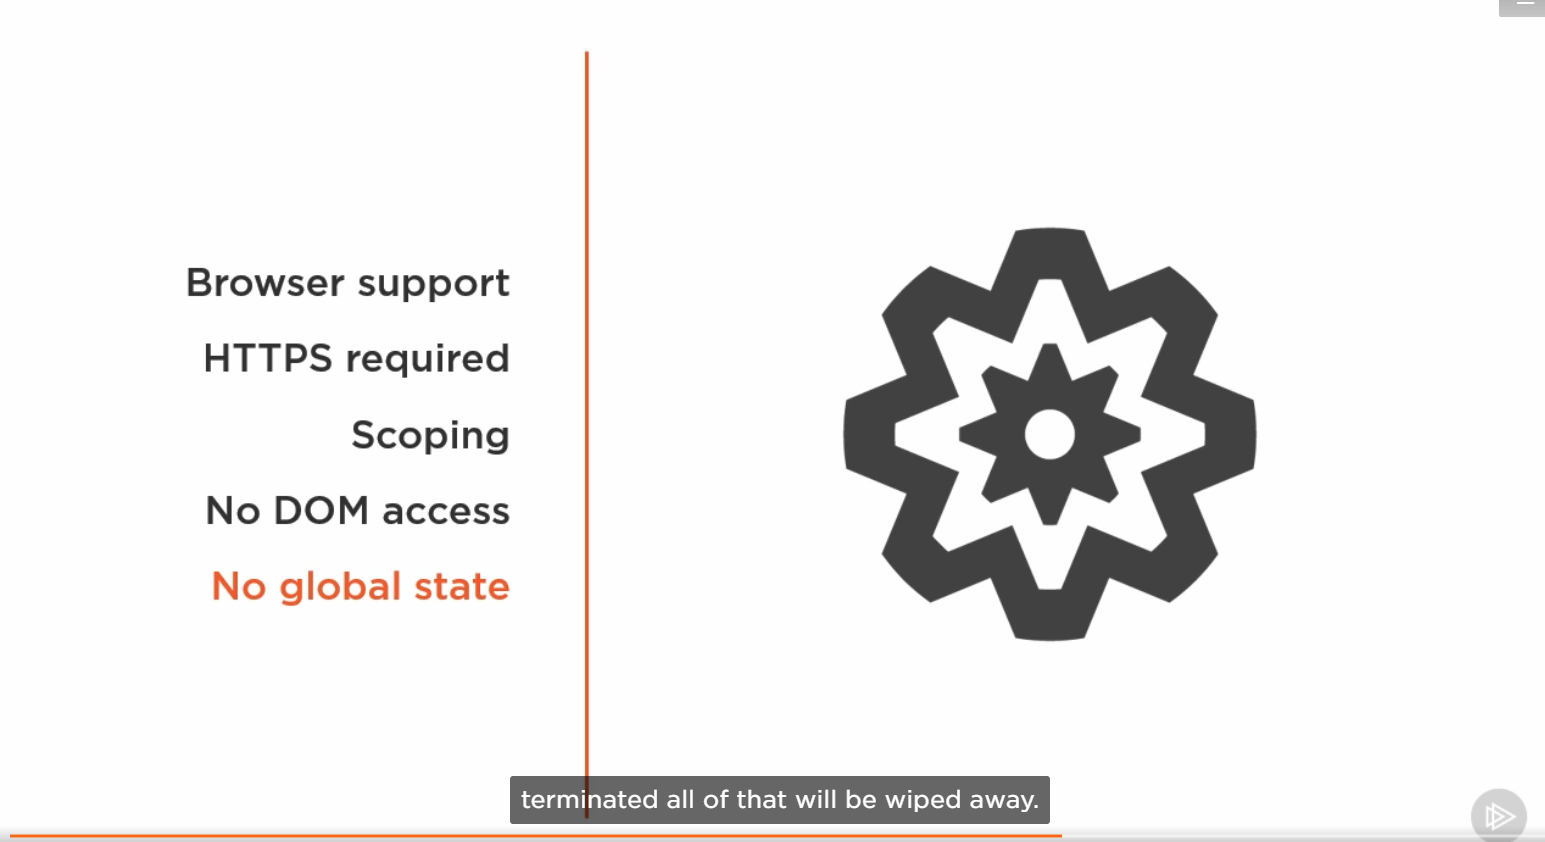 Browser support
HTTPS required
Scoping
No DOM access
No global state
terminated all of that will be wiped away.